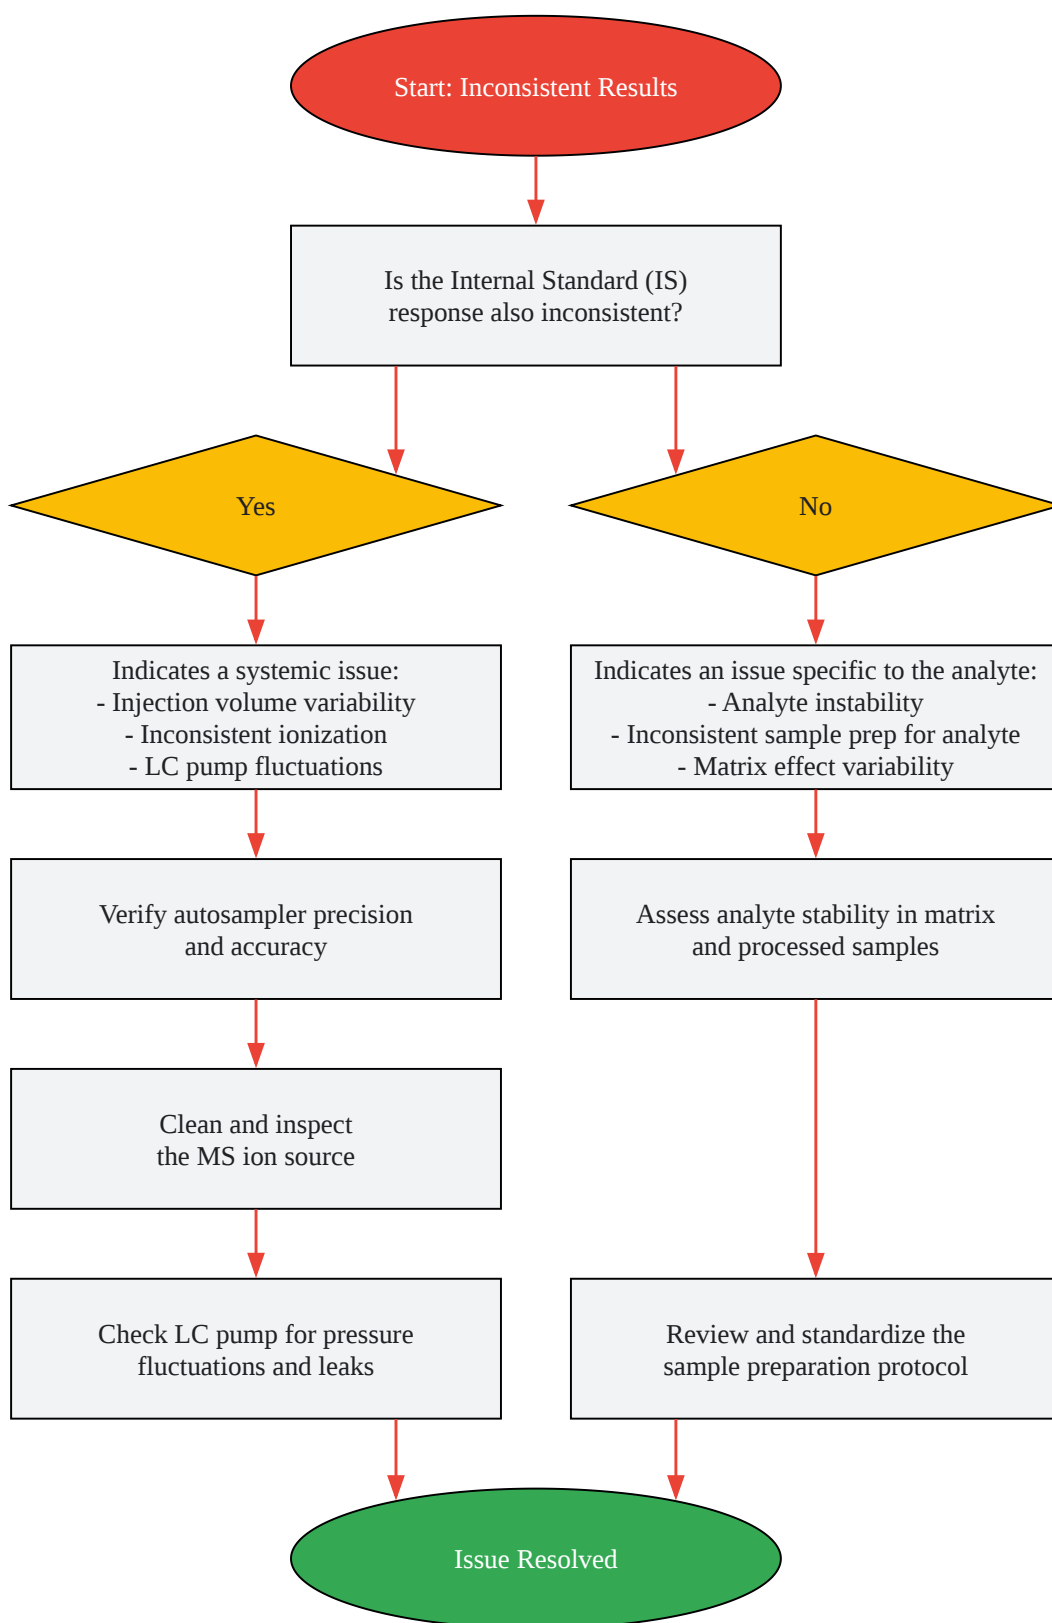 Start: Inconsistent Results
Is the Internal Standard (IS)
response also inconsistent?
Yes
No
Indicates a systemic issue:
- Injection volume variability
- Inconsistent ionization
- LC pump fluctuations
Indicates an issue specific to the analyte:
- Analyte instability
- Inconsistent sample prep for analyte
- Matrix effect variability
Verify autosampler precision
and accuracy
Assess analyte stability in matrix
and processed samples
Clean and inspect
the MS ion source
Check LC pump for pressure
fluctuations and leaks
Review and standardize the
sample preparation protocol
Issue Resolved